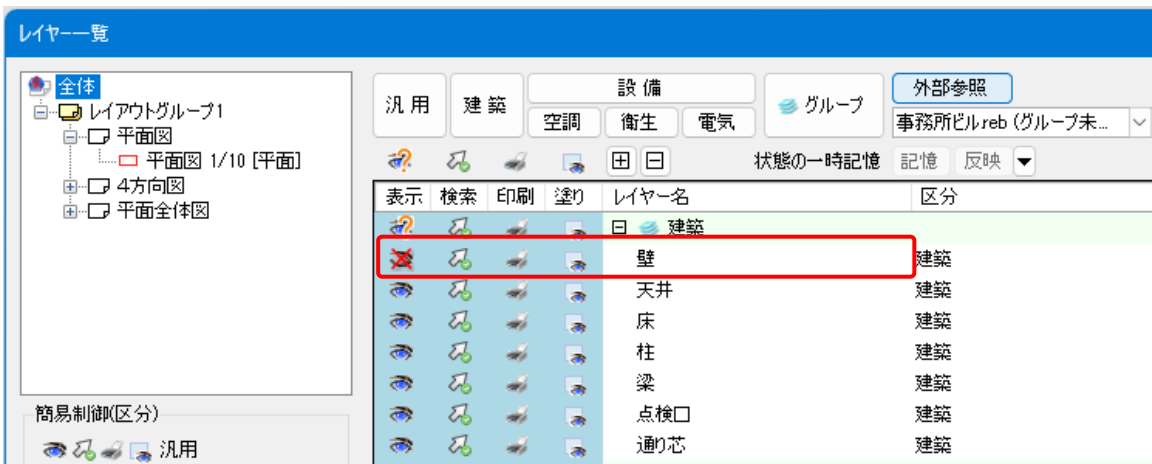 レイヤー一覧
全体
レイアウトグループ1
平面図
平面図 1/10 [平面]
4方向図
平面全体図
簡易制御(区分)
汎用
汎用 建築 設備 グループ 外部参照
空調 衛生 電気 事務所ビル.reb (グループ未...
状態の一時記憶 記憶 反映
表示 検索 印刷 塗り レイヤー名 区分
建築
壁 建築
天井 建築
床 建築
柱 建築
梁 建築
点検口 建築
通り芯 建築